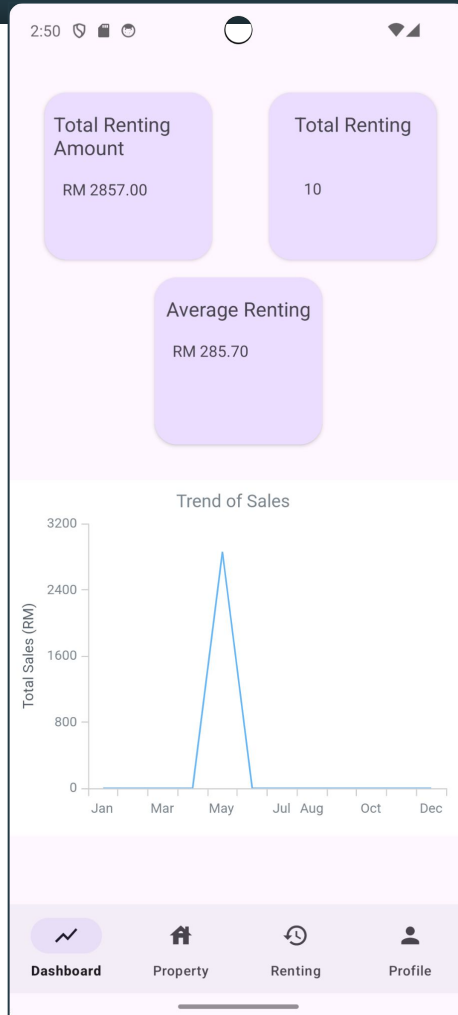 2:50
Total Renting
Amount
RM 2857.00
Total Renting
10
Average Renting
RM 285.70
Trend of Sales
Total Sales (RM)
3200
2400
1600
800
0
Jan Mar May Jul Aug Oct Dec
Dashboard Property Renting Profile